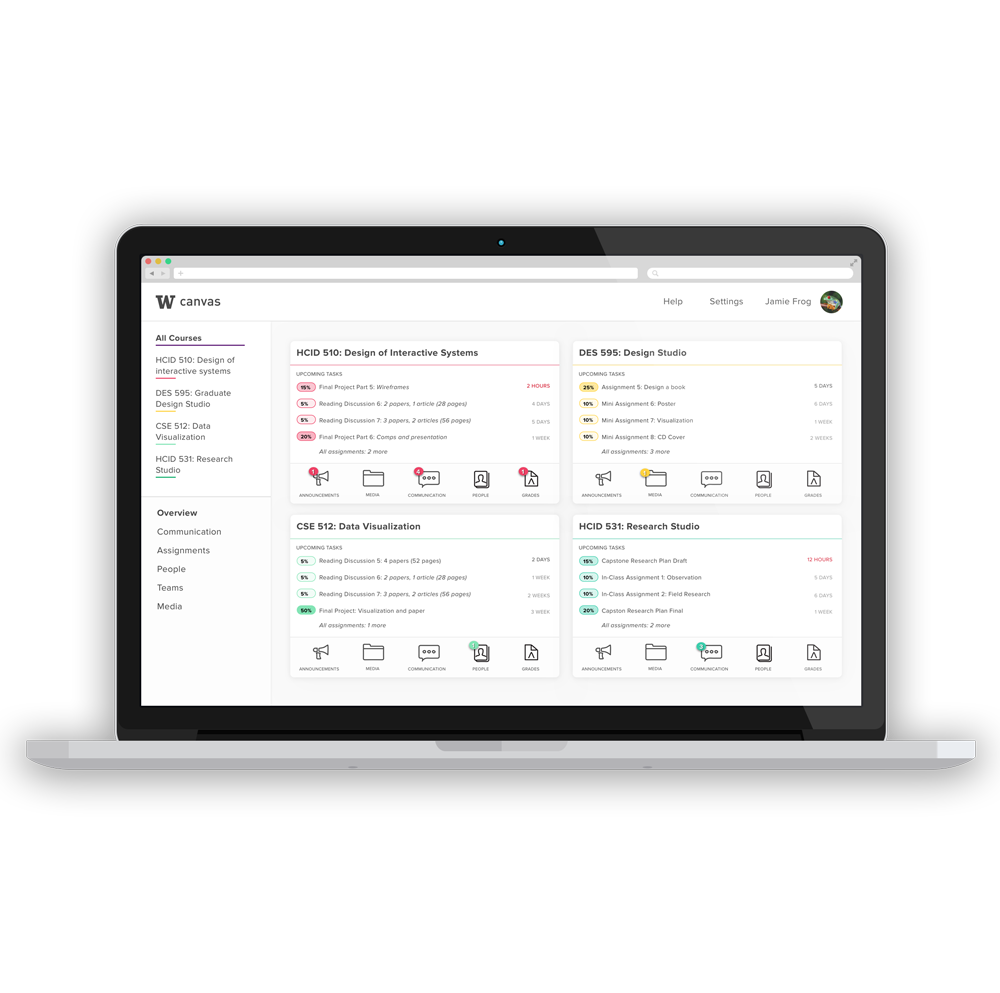 W canvas
Help Settings Jamie Frog
All Courses
HCID 510: Design of
interactive systems
DES 595: Graduate
Design Studio
CSE 512: Data
Visualization
HCID 531: Research
Studio
Overview
Communication
Assignments
People
Teams
Media
HCID 510: Design of Interactive Systems
UPCOMING TASKS
15% Final Project Part 5: Wireframes 2 HOURS
5% Reading Discussion 6: 2 papers, 1 article (28 pages) 4 DAYS
5% Reading Discussion 7: 3 papers, 2 articles (56 pages) 5 DAYS
20% Final Project Part 6: Comps and presentation 1 WEEK
All assignments: 2 more
1 4 1
ANNOUNCEMENTS MEDIA COMMUNICATION PEOPLE GRADES
DES 595: Design Studio
UPCOMING TASKS
25% Assignment 5: Design a book 5 DAYS
10% Mini Assignment 6: Poster 6 DAYS
10% Mini Assignment 7: Visualization 1 WEEK
10% Mini Assignment 8: CD Cover 2 WEEKS
All assignments: 3 more
ANNOUNCEMENTS MEDIA COMMUNICATION PEOPLE GRADES
CSE 512: Data Visualization
UPCOMING TASKS
5% Reading Discussion 5: 4 papers (52 pages) 2 DAYS
5% Reading Discussion 6: 2 papers, 1 article (28 pages) 1 WEEK
5% Reading Discussion 7: 3 papers, 2 articles (56 pages) 2 WEEKS
50% Final Project: Visualization and paper 3 WEEK
All assignments: 1 more
ANNOUNCEMENTS MEDIA COMMUNICATION PEOPLE GRADES
HCID 531: Research Studio
UPCOMING TASKS
15% Capstone Research Plan Draft 12 HOURS
10% In-Class Assignment 1: Observation 5 DAYS
10% In-Class Assignment 2: Field Research 6 DAYS
20% Capston Research Plan Final 1 WEEK
All assignments: 2 more
2
ANNOUNCEMENTS MEDIA COMMUNICATION PEOPLE GRADES